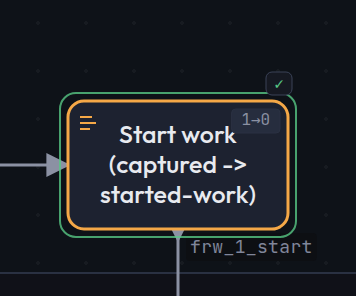 ✓
1→0
Start work
(captured ->
started-work)
frw_1_start